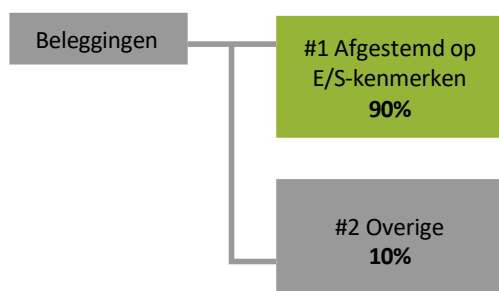 Beleggingen
#1 Afgestemd op
E/S-kenmerken
90%
#2 Overige
10%